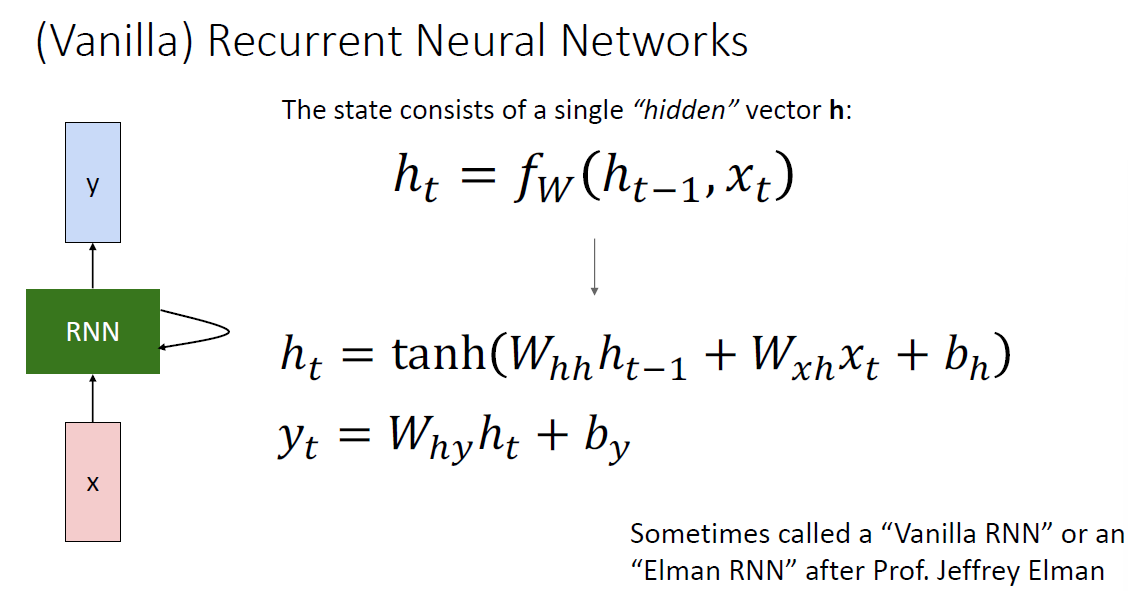 (Vanilla) Recurrent Neural Networks
The state consists of a single “hidden” vector h:
h_t = f_W(h_{t−1}, x_t)
y
RNN
x
h_t = tanh(W_{hh}h_{t−1} + W_{xh}x_t + b_h)
y_t = W_{hy}h_t + b_y
Sometimes called a “Vanilla RNN” or an
“Elman RNN” after Prof. Jeffrey Elman